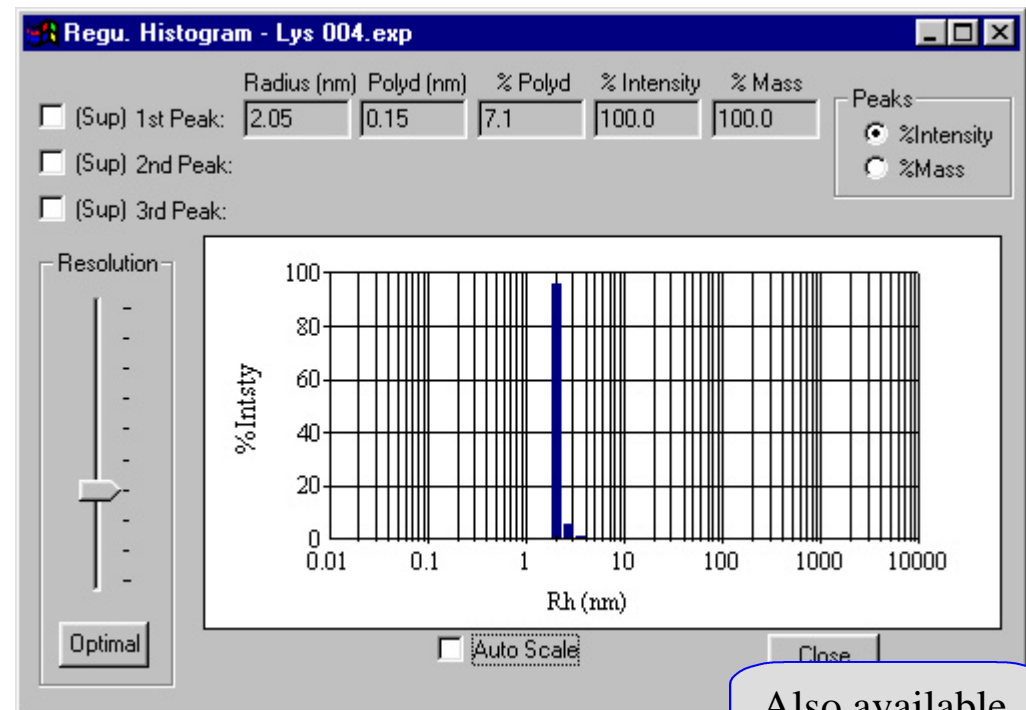 Regu. Histogram - Lys 004.exp
Radius (nm) Polyd (nm) % Polyd % Intensity % Mass
(Sup) 1st Peak: 2.05 0.15 7.1 100.0 100.0
(Sup) 2nd Peak:
(Sup) 3rd Peak:
Peaks
%Intensity
%Mass
Resolution
Optimal
%Intsty
100
80
60
40
20
0
0.01 0.1 1 10 100 1000 10000
Rh (nm)
Auto Scale
Close
Also available